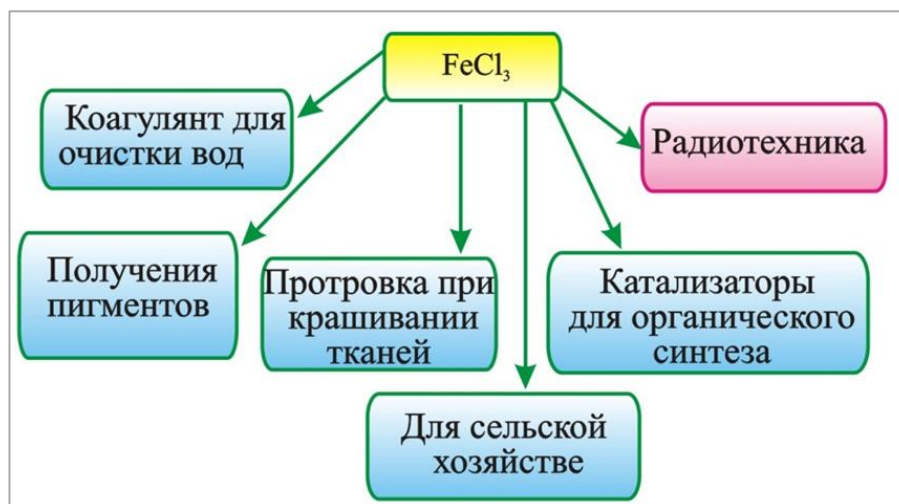 FeCl₃
Коагулянт для
очистки вод
Радиотехника
Получения
пигментов
Протровка при
крашивании
тканей
Катализаторы
для органического
синтеза
Для сельской
хозяйстве